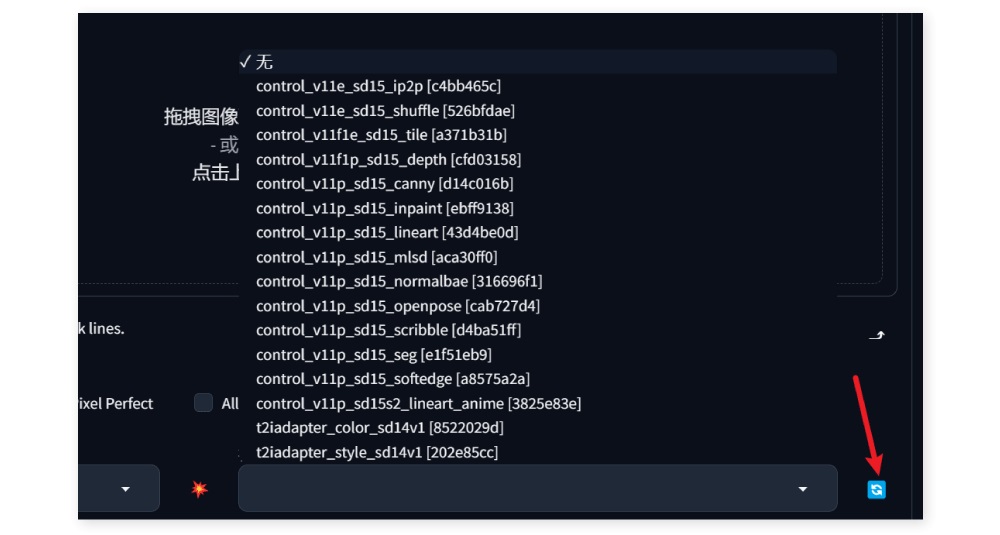 ✓ 无
control_v11e_sd15_ip2p [c4bb465c]
control_v11e_sd15_shuffle [526bfdae]
拖拽图像
control_v11f1e_sd15_tile [a371b31b]
- 或
control_v11f1p_sd15_depth [cfd03158]
点击
control_v11p_sd15_canny [d14c016b]
control_v11p_sd15_inpaint [ebff9138]
control_v11p_sd15_lineart [43d4be0d]
control_v11p_sd15_mlsd [aca30ff0]
control_v11p_sd15_normalbae [316696f1]
control_v11p_sd15_openpose [cab727d4]
k lines.
control_v11p_sd15_scribble [d4ba51ff]
control_v11p_sd15_seg [e1f51eb9]
control_v11p_sd15_softedge [a8575a2a]
ixel Perfect
All
control_v11p_sd15s2_lineart_anime [3825e83e]
t2iadapter_color_sd14v1 [8522029d]
t2iadapter_style_sd14v1 [202e85cc]